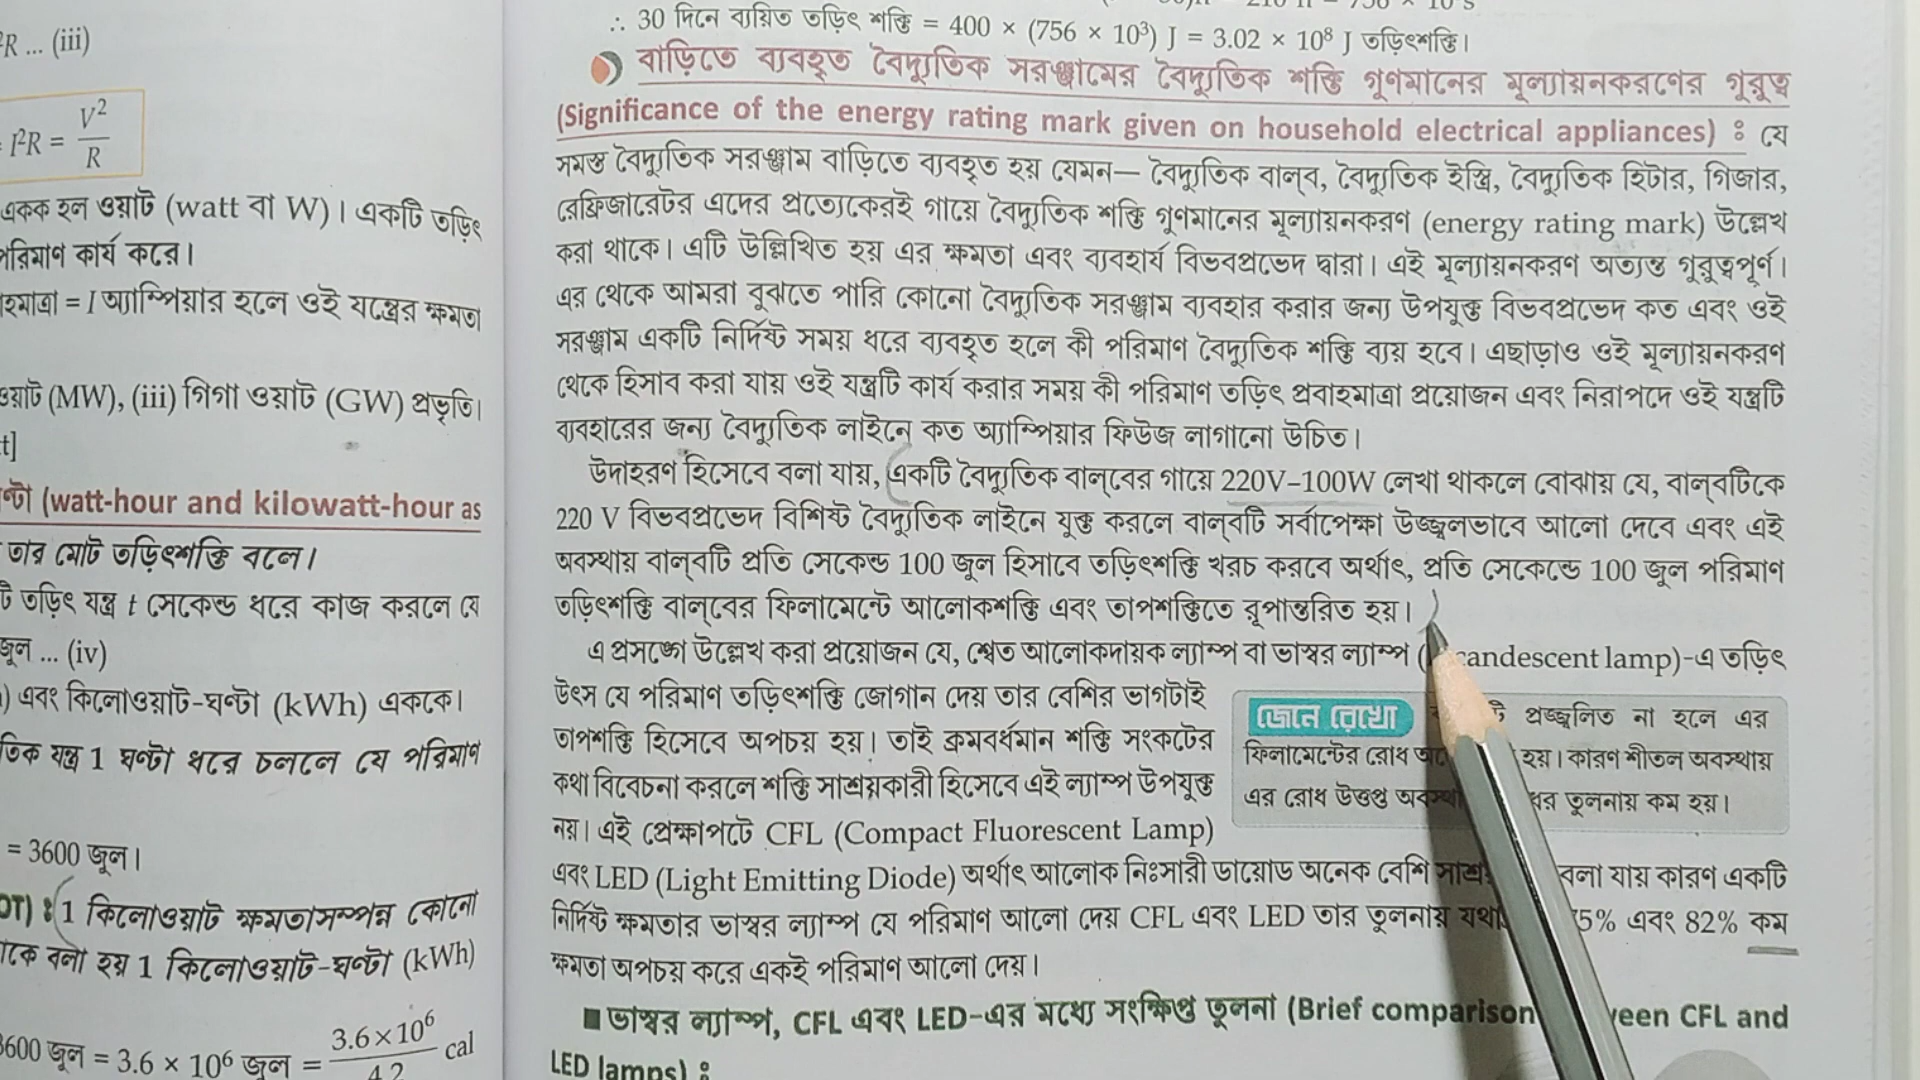 ²R ... (iii)
I²R = V²/R
একক হল ওয়াট (watt বা W)। একটি তড়িৎ
পরিমাণ কার্য করে।
= I অ্যাম্পিয়ার হলে ওই যন্ত্রের ক্ষমতা
(MW), (iii) গিগা ওয়াট (GW) প্রভৃতি।
t]
(watt-hour and kilowatt-hour as
তার মোট তড়িৎশক্তি বলে।
তড়িৎ যন্ত্র t সেকেন্ড ধরে কাজ করলে যে
জুল ... (iv)
) এবং কিলোওয়াট-ঘণ্টা (kWh) এককে।
যন্ত্র 1 ঘণ্টা ধরে চললে যে পরিমাণ
= 3600 জুল।
: 1 কিলোওয়াট ক্ষমতাসম্পন্ন কোনো
বলা হয় 1 কিলোওয়াট-ঘণ্টা (kWh)
3600 জুল = 3.6 × 10⁶ জুল = 3.6×10⁶/4.2 cal
∴ 30 দিনে ব্যয়িত তড়িৎ শক্তি = 400 × (756 × 10³) J = 3.02 × 10⁸ J তড়িৎশক্তি।
বাড়িতে ব্যবহৃত বৈদ্যুতিক সরঞ্জামের বৈদ্যুতিক শক্তি গুণমানের মূল্যায়নকরণের গুরুত্ব
(Significance of the energy rating mark given on household electrical appliances) : যে
সমস্ত বৈদ্যুতিক সরঞ্জাম বাড়িতে ব্যবহৃত হয় যেমন— বৈদ্যুতিক বাল্‌ব, বৈদ্যুতিক ইস্ত্রি, বৈদ্যুতিক হিটার, গিজার,
রেফ্রিজারেটর এদের প্রত্যেকেরই গায়ে বৈদ্যুতিক শক্তি গুণমানের মূল্যায়নকরণ (energy rating mark) উল্লেখ
করা থাকে। এটি উল্লিখিত হয় এর ক্ষমতা এবং ব্যবহার্য বিভবপ্রভেদ দ্বারা। এই মূল্যায়নকরণ অত্যন্ত গুরুত্বপূর্ণ।
এর থেকে আমরা বুঝতে পারি কোনো বৈদ্যুতিক সরঞ্জাম ব্যবহার করার জন্য উপযুক্ত বিভবপ্রভেদ কত এবং ওই
সরঞ্জাম একটি নির্দিষ্ট সময় ধরে ব্যবহৃত হলে কী পরিমাণ বৈদ্যুতিক শক্তি ব্যয় হবে। এছাড়াও ওই মূল্যায়নকরণ
থেকে হিসাব করা যায় ওই যন্ত্রটি কার্য করার সময় কী পরিমাণ তড়িৎ প্রবাহমাত্রা প্রয়োজন এবং নিরাপদে ওই যন্ত্রটি
ব্যবহারের জন্য বৈদ্যুতিক লাইনে কত অ্যাম্পিয়ার ফিউজ লাগানো উচিত।
উদাহরণ হিসেবে বলা যায়, একটি বৈদ্যুতিক বাল্‌বের গায়ে 220V–100W লেখা থাকলে বোঝায় যে, বাল্‌বটিকে
220 V বিভবপ্রভেদ বিশিষ্ট বৈদ্যুতিক লাইনে যুক্ত করলে বাল্‌বটি সর্বাপেক্ষা উজ্জ্বলভাবে আলো দেবে এবং এই
অবস্থায় বাল্‌বটি প্রতি সেকেন্ড 100 জুল হিসাবে তড়িৎশক্তি খরচ করবে অর্থাৎ, প্রতি সেকেন্ডে 100 জুল পরিমাণ
তড়িৎশক্তি বাল্‌বের ফিলামেন্টে আলোকশক্তি এবং তাপশক্তিতে রূপান্তরিত হয়।
এ প্রসঙ্গে উল্লেখ করা প্রয়োজন যে, শ্বেত আলোকদায়ক ল্যাম্প বা ভাস্বর ল্যাম্প (candescent lamp)-এ তড়িৎ
উৎস যে পরিমাণ তড়িৎশক্তি জোগান দেয় তার বেশির ভাগটাই
তাপশক্তি হিসেবে অপচয় হয়। তাই ক্রমবর্ধমান শক্তি সংকটের
কথা বিবেচনা করলে শক্তি সাশ্রয়কারী হিসেবে এই ল্যাম্প উপযুক্ত
নয়। এই প্রেক্ষাপটে CFL (Compact Fluorescent Lamp)
জেনে রেখো প্রজ্জ্বলিত না হলে এর
ফিলামেন্টের রোধ হয়। কারণ শীতল অবস্থায়
এর রোধ উত্তপ্ত তুলনায় কম হয়।
এবং LED (Light Emitting Diode) অর্থাৎ আলোক নিঃসারী ডায়োড অনেক বেশি বলা যায় কারণ একটি
নির্দিষ্ট ক্ষমতার ভাস্বর ল্যাম্প যে পরিমাণ আলো দেয় CFL এবং LED তার তুলনায় 5% এবং 82% কম
ক্ষমতা অপচয় করে একই পরিমাণ আলো দেয়।
■ ভাস্বর ল্যাম্প, CFL এবং LED-এর মধ্যে সংক্ষিপ্ত তুলনা (Brief comparison ween CFL and
LED lamps) :